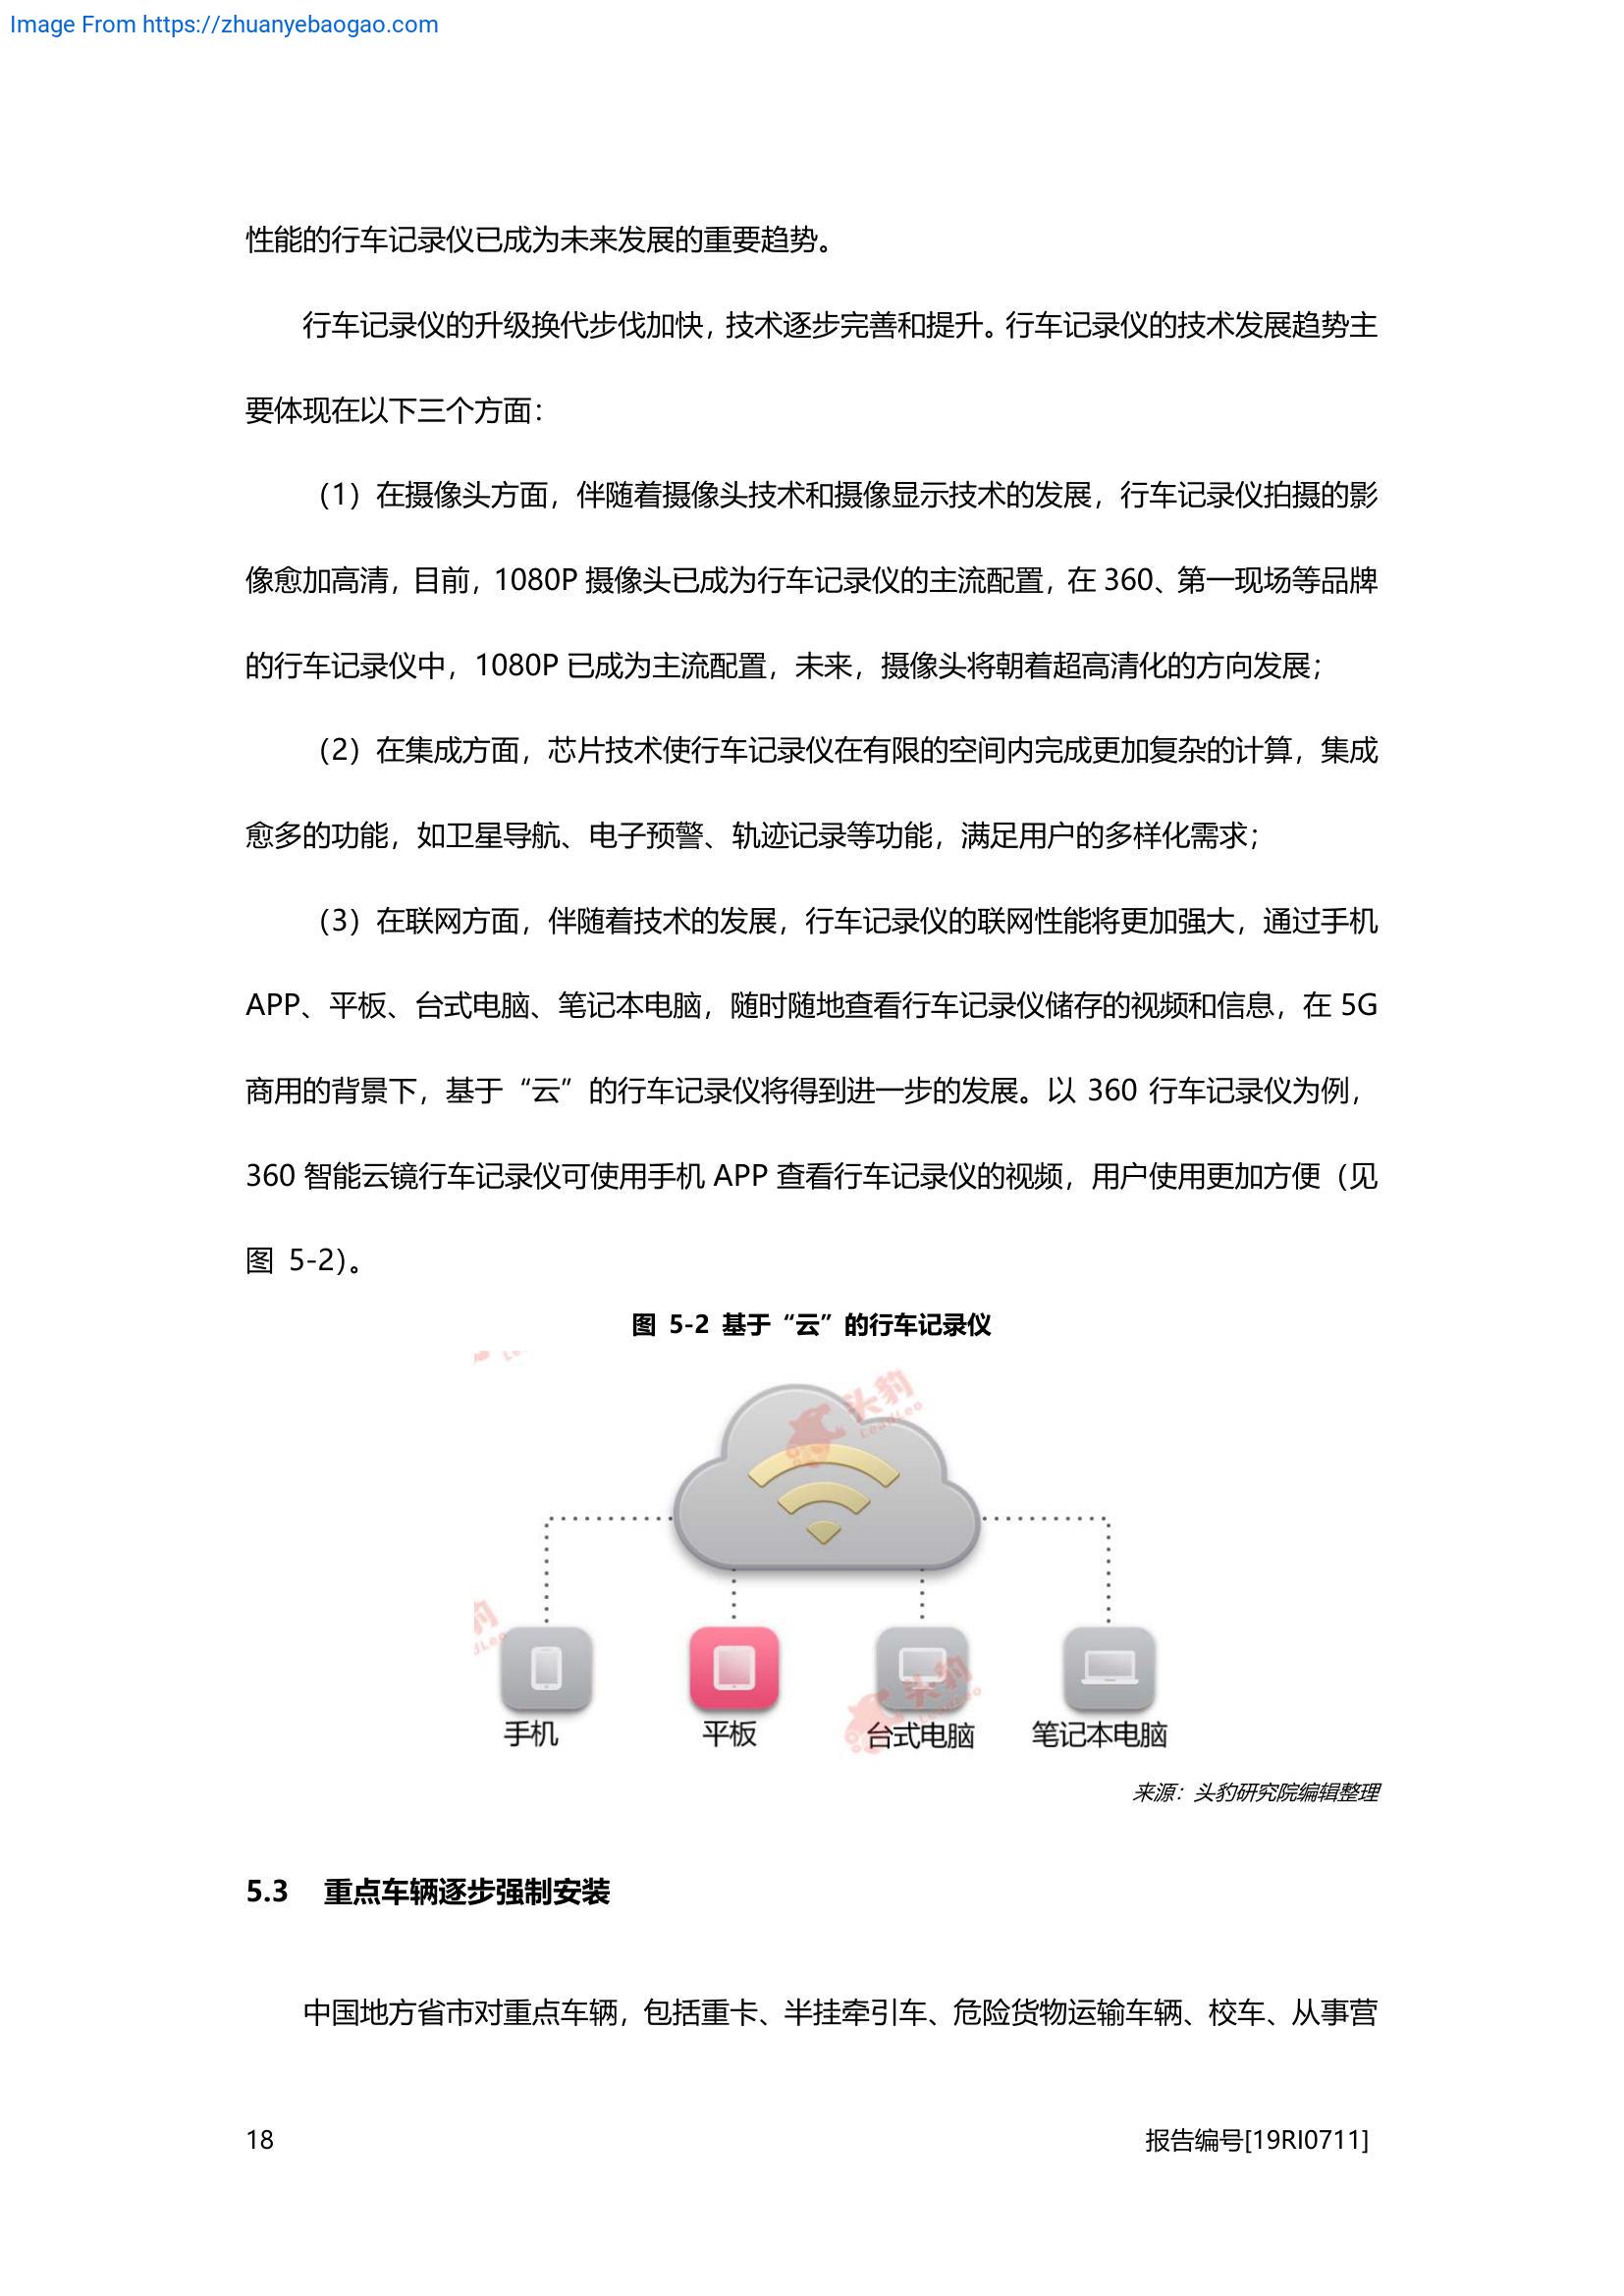 Image From https://zhuanyebaogao.com
性能的行车记录仪已成为未来发展的重要趋势。
行车记录仪的升级换代步伐加快，技术逐步完善和提升。行车记录仪的技术发展趋势主
要体现在以下三个方面：
（1）在摄像头方面，伴随着摄像头技术和摄像显示技术的发展，行车记录仪拍摄的影
像愈加高清，目前，1080P 摄像头已成为行车记录仪的主流配置，在 360、第一现场等品牌
的行车记录仪中，1080P 已成为主流配置，未来，摄像头将朝着超高清化的方向发展；
（2）在集成方面，芯片技术使行车记录仪在有限的空间内完成更加复杂的计算，集成
愈多的功能，如卫星导航、电子预警、轨迹记录等功能，满足用户的多样化需求；
（3）在联网方面，伴随着技术的发展，行车记录仪的联网性能将更加强大，通过手机
APP、平板、台式电脑、笔记本电脑，随时随地查看行车记录仪储存的视频和信息，在 5G
商用的背景下，基于“云”的行车记录仪将得到进一步的发展。以 360 行车记录仪为例，
360 智能云镜行车记录仪可使用手机 APP 查看行车记录仪的视频，用户使用更加方便（见
图 5-2）。
图 5-2 基于“云”的行车记录仪
头豹
LeadLeo
头豹
LeadLeo
手机
平板
台式电脑
笔记本电脑
来源：头豹研究院编辑整理
5.3 重点车辆逐步强制安装
中国地方省市对重点车辆，包括重卡、半挂牵引车、危险货物运输车辆、校车、从事营
18
报告编号[19RI0711]